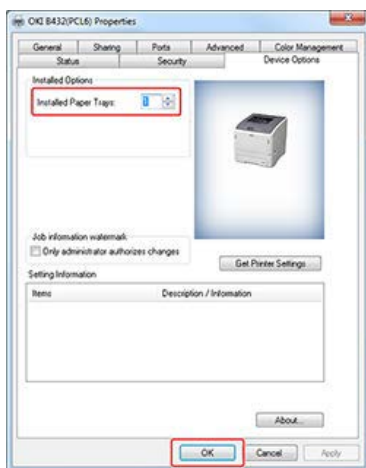 OKI B432(PCL6) Properties
General Sharing Ports Advanced Color Management
Status Security Device Options
Installed Options
Installed Paper Trays: 1
Job information watermark
Only administrator authorizes changes
Get Printer Settings
Setting Information
Items Description / Information
About...
OK Cancel Apply